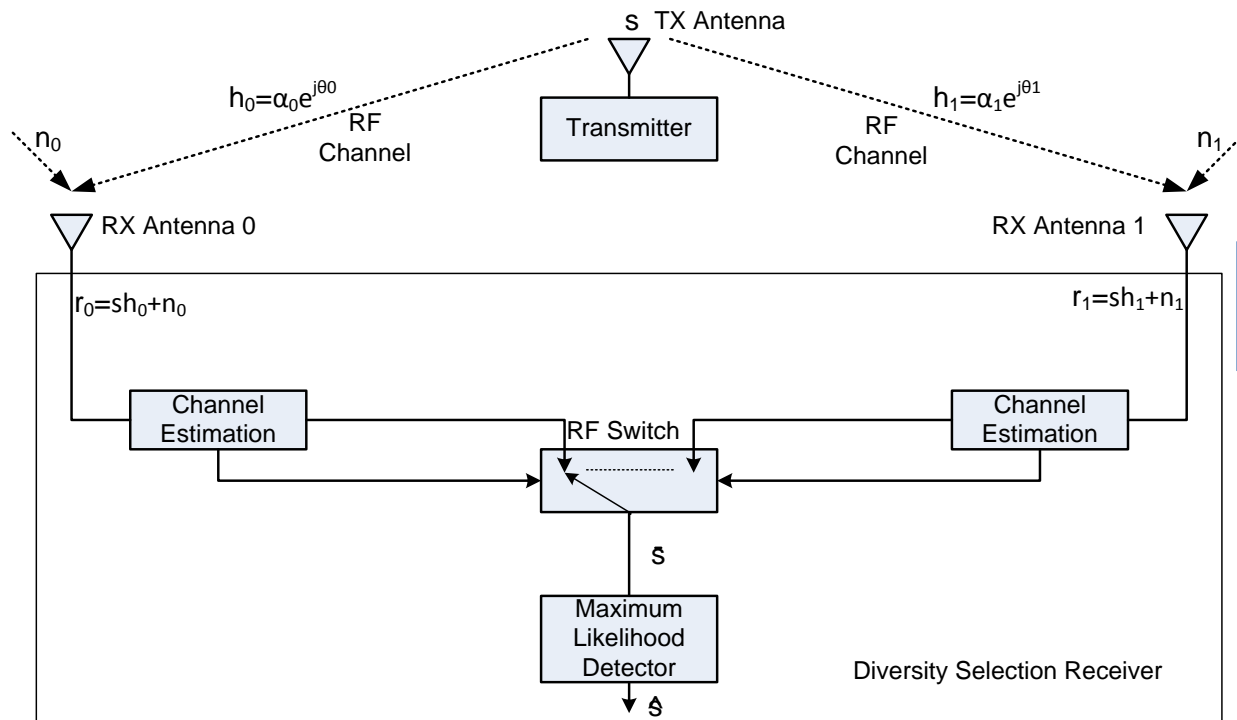 s TX Antenna
h₀=α₀e^jθ0
h₁=α₁e^jθ1
RF
Channel
Transmitter
RF
Channel
n₀
n₁
RX Antenna 0
RX Antenna 1
r₀=sh₀+n₀
r₁=sh₁+n₁
Channel
Estimation
RF Switch
Channel
Estimation
s̃
Maximum
Likelihood
Detector
Diversity Selection Receiver
ŝ